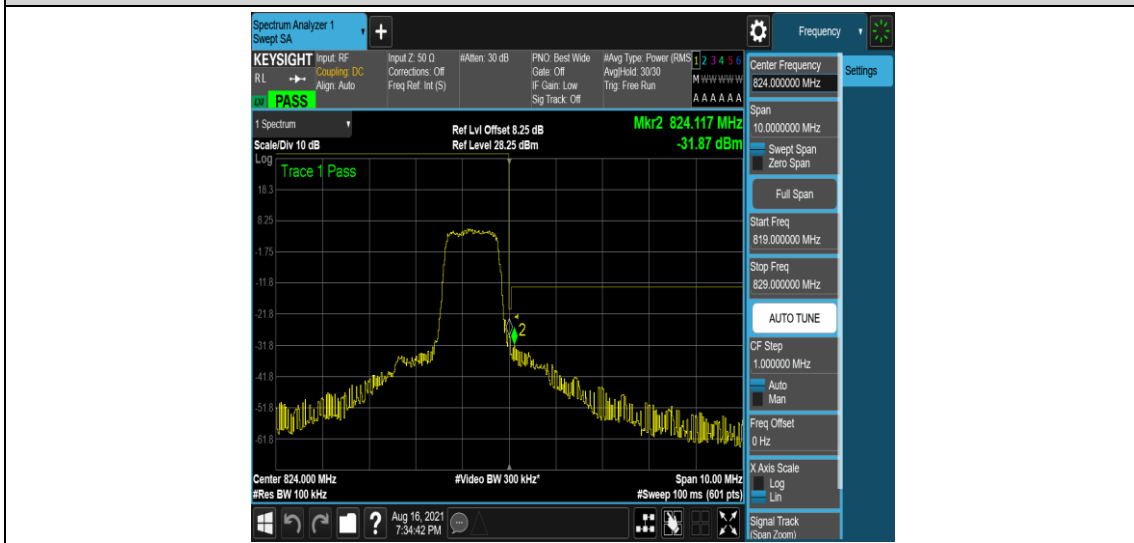 Spectrum Analyzer 1
Swept SA
+
Frequency
KEYSIGHT
RL
LXI
PASS
Input: RF
Coupling: DC
Align: Auto
Input Z: 50 Ω
Corrections: Off
Freq Ref: Int (S)
#Atten: 30 dB
PNO: Best Wide
Gate: Off
IF Gain: Low
Sig Track: Off
#Avg Type: Power (RMS
Avg|Hold: 30/30
Trig: Free Run
1 2 3 4 5 6
M W W W W W
A A A A A A
1 Spectrum
Scale/Div 10 dB
Ref Lvl Offset 8.25 dB
Ref Level 28.25 dBm
Mkr2 824.117 MHz
-31.87 dBm
Log
Trace 1 Pass
18.3
8.25
-1.75
-11.8
-21.8
-31.8
-41.8
-51.8
-61.8
2
Center 824.000 MHz
#Res BW 100 kHz
#Video BW 300 kHz*
Span 10.00 MHz
#Sweep 100 ms (601 pts)
Center Frequency
824.000000 MHz
Settings
Span
10.0000000 MHz
Swept Span
Zero Span
Full Span
Start Freq
819.000000 MHz
Stop Freq
829.000000 MHz
AUTO TUNE
CF Step
1.000000 MHz
Auto
Man
Freq Offset
0 Hz
X Axis Scale
Log
Lin
Signal Track
(Span Zoom)
?
Aug 16, 2021
7:34:42 PM